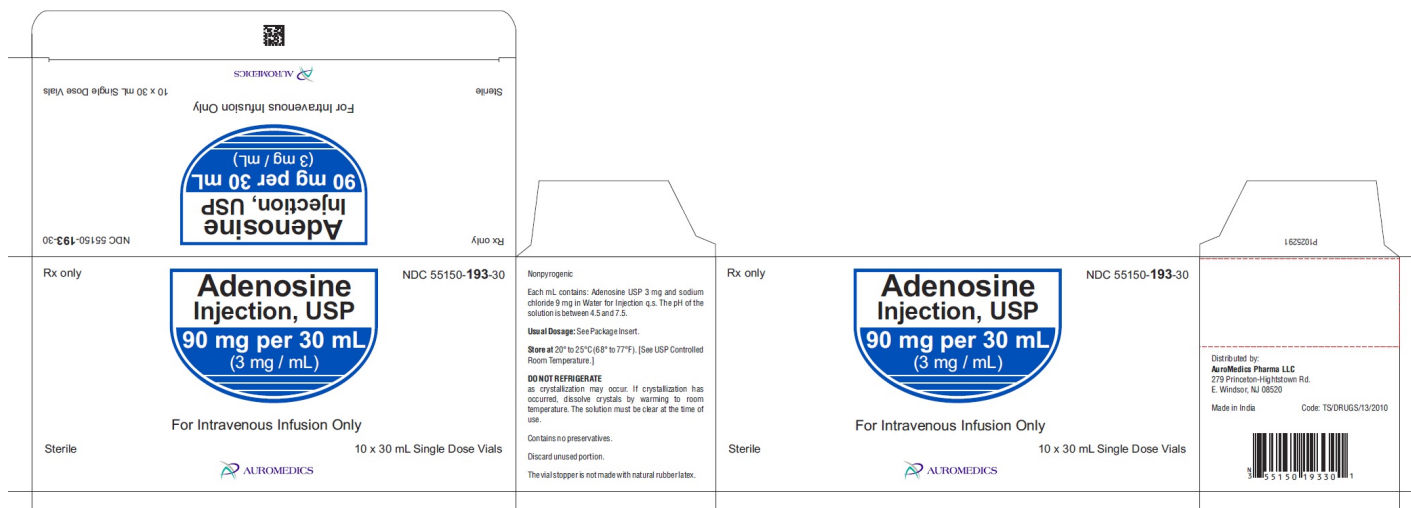 AUROMEDICS
Sterile
10 x 30 mL Single Dose Vials
For Intravenous Infusion Only
Adenosine
Injection, USP
90 mg per 30 mL
(3 mg / mL)
Rx only
NDC 55150-193-30
Rx only
NDC 55150-193-30
Adenosine
Injection, USP
90 mg per 30 mL
(3 mg / mL)
For Intravenous Infusion Only
Sterile
10 x 30 mL Single Dose Vials
AUROMEDICS
Nonpyrogenic
Each mL contains: Adenosine USP 3 mg and sodium
chloride 9 mg in Water for Injection q.s. The pH of the
solution is between 4.5 and 7.5.
Usual Dosage: See Package Insert.
Store at 20° to 25°C (68° to 77°F). [See USP Controlled
Room Temperature.]
DO NOT REFRIGERATE
as crystallization may occur. If crystallization has
occurred, dissolve crystals by warming to room
temperature. The solution must be clear at the time of
use.
Contains no preservatives.
Discard unused portion.
The vial stopper is not made with natural rubber latex.
Rx only
NDC 55150-193-30
Adenosine
Injection, USP
90 mg per 30 mL
(3 mg / mL)
For Intravenous Infusion Only
Sterile
10 x 30 mL Single Dose Vials
AUROMEDICS
P1025291
Distributed by:
AuroMedics Pharma LLC
279 Princeton-Hightstown Rd.
E. Windsor, NJ 08520
Made in India
Code: TS/DRUGS/13/2010
N
3 55150 19330 1